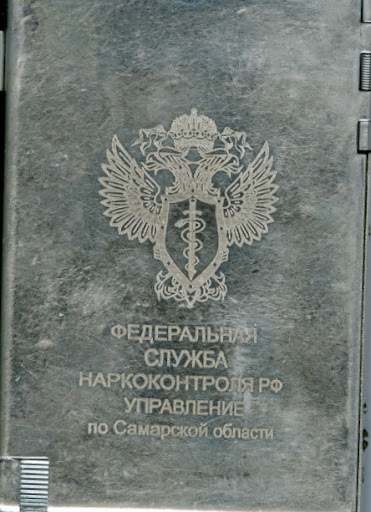 ФЕДЕРАЛЬНАЯ
СЛУЖБА
НАРКОКОНТРОЛЯ РФ
УПРАВЛЕНИЕ
по Самарской области